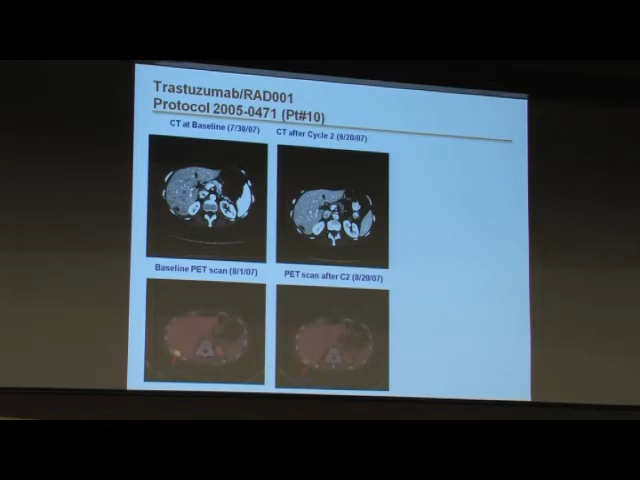 Trastuzumab/RAD001
Protocol 2005-0471 (Pt#10)
CT at Baseline (7/30/07)
CT after Cycle 2 (9/20/07)
Baseline PET scan (8/1/07)
PET scan after C2 (8/29/07)